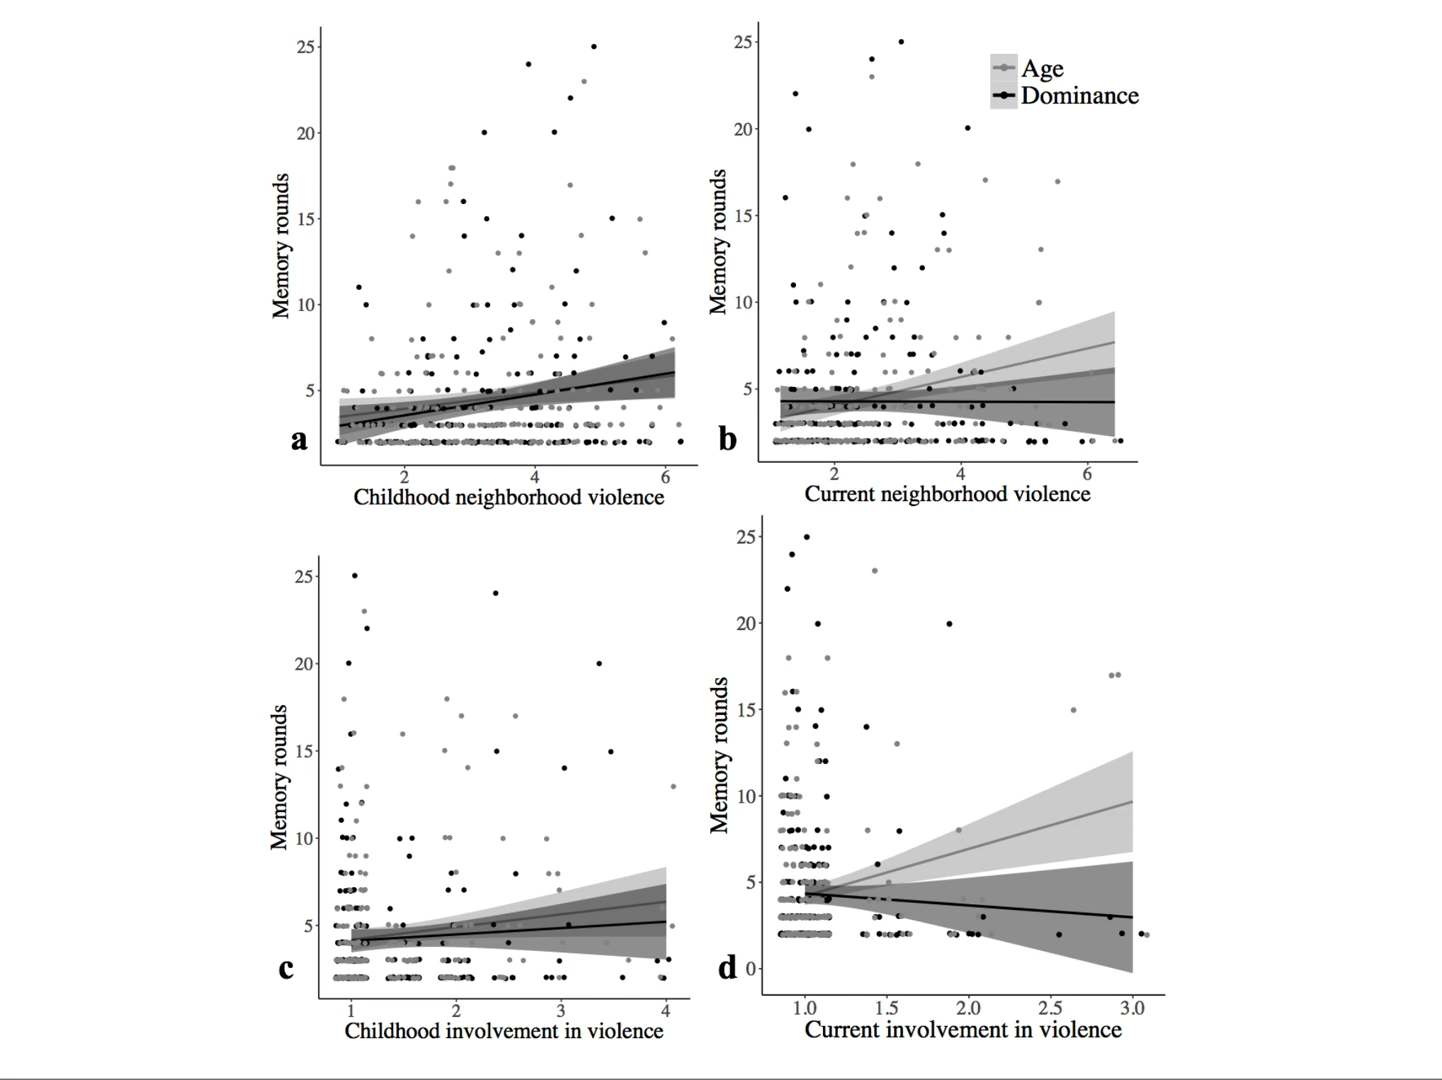 25
20
15
10
5
Memory rounds
a
2 4 6
Childhood neighborhood violence
25
20
15
10
5
Memory rounds
Age
Dominance
b
2 4 6
Current neighborhood violence
25
20
15
10
5
Memory rounds
c
1 2 3 4
Childhood involvement in violence
25
20
15
10
5
0
Memory rounds
d
1.0 1.5 2.0 2.5 3.0
Current involvement in violence